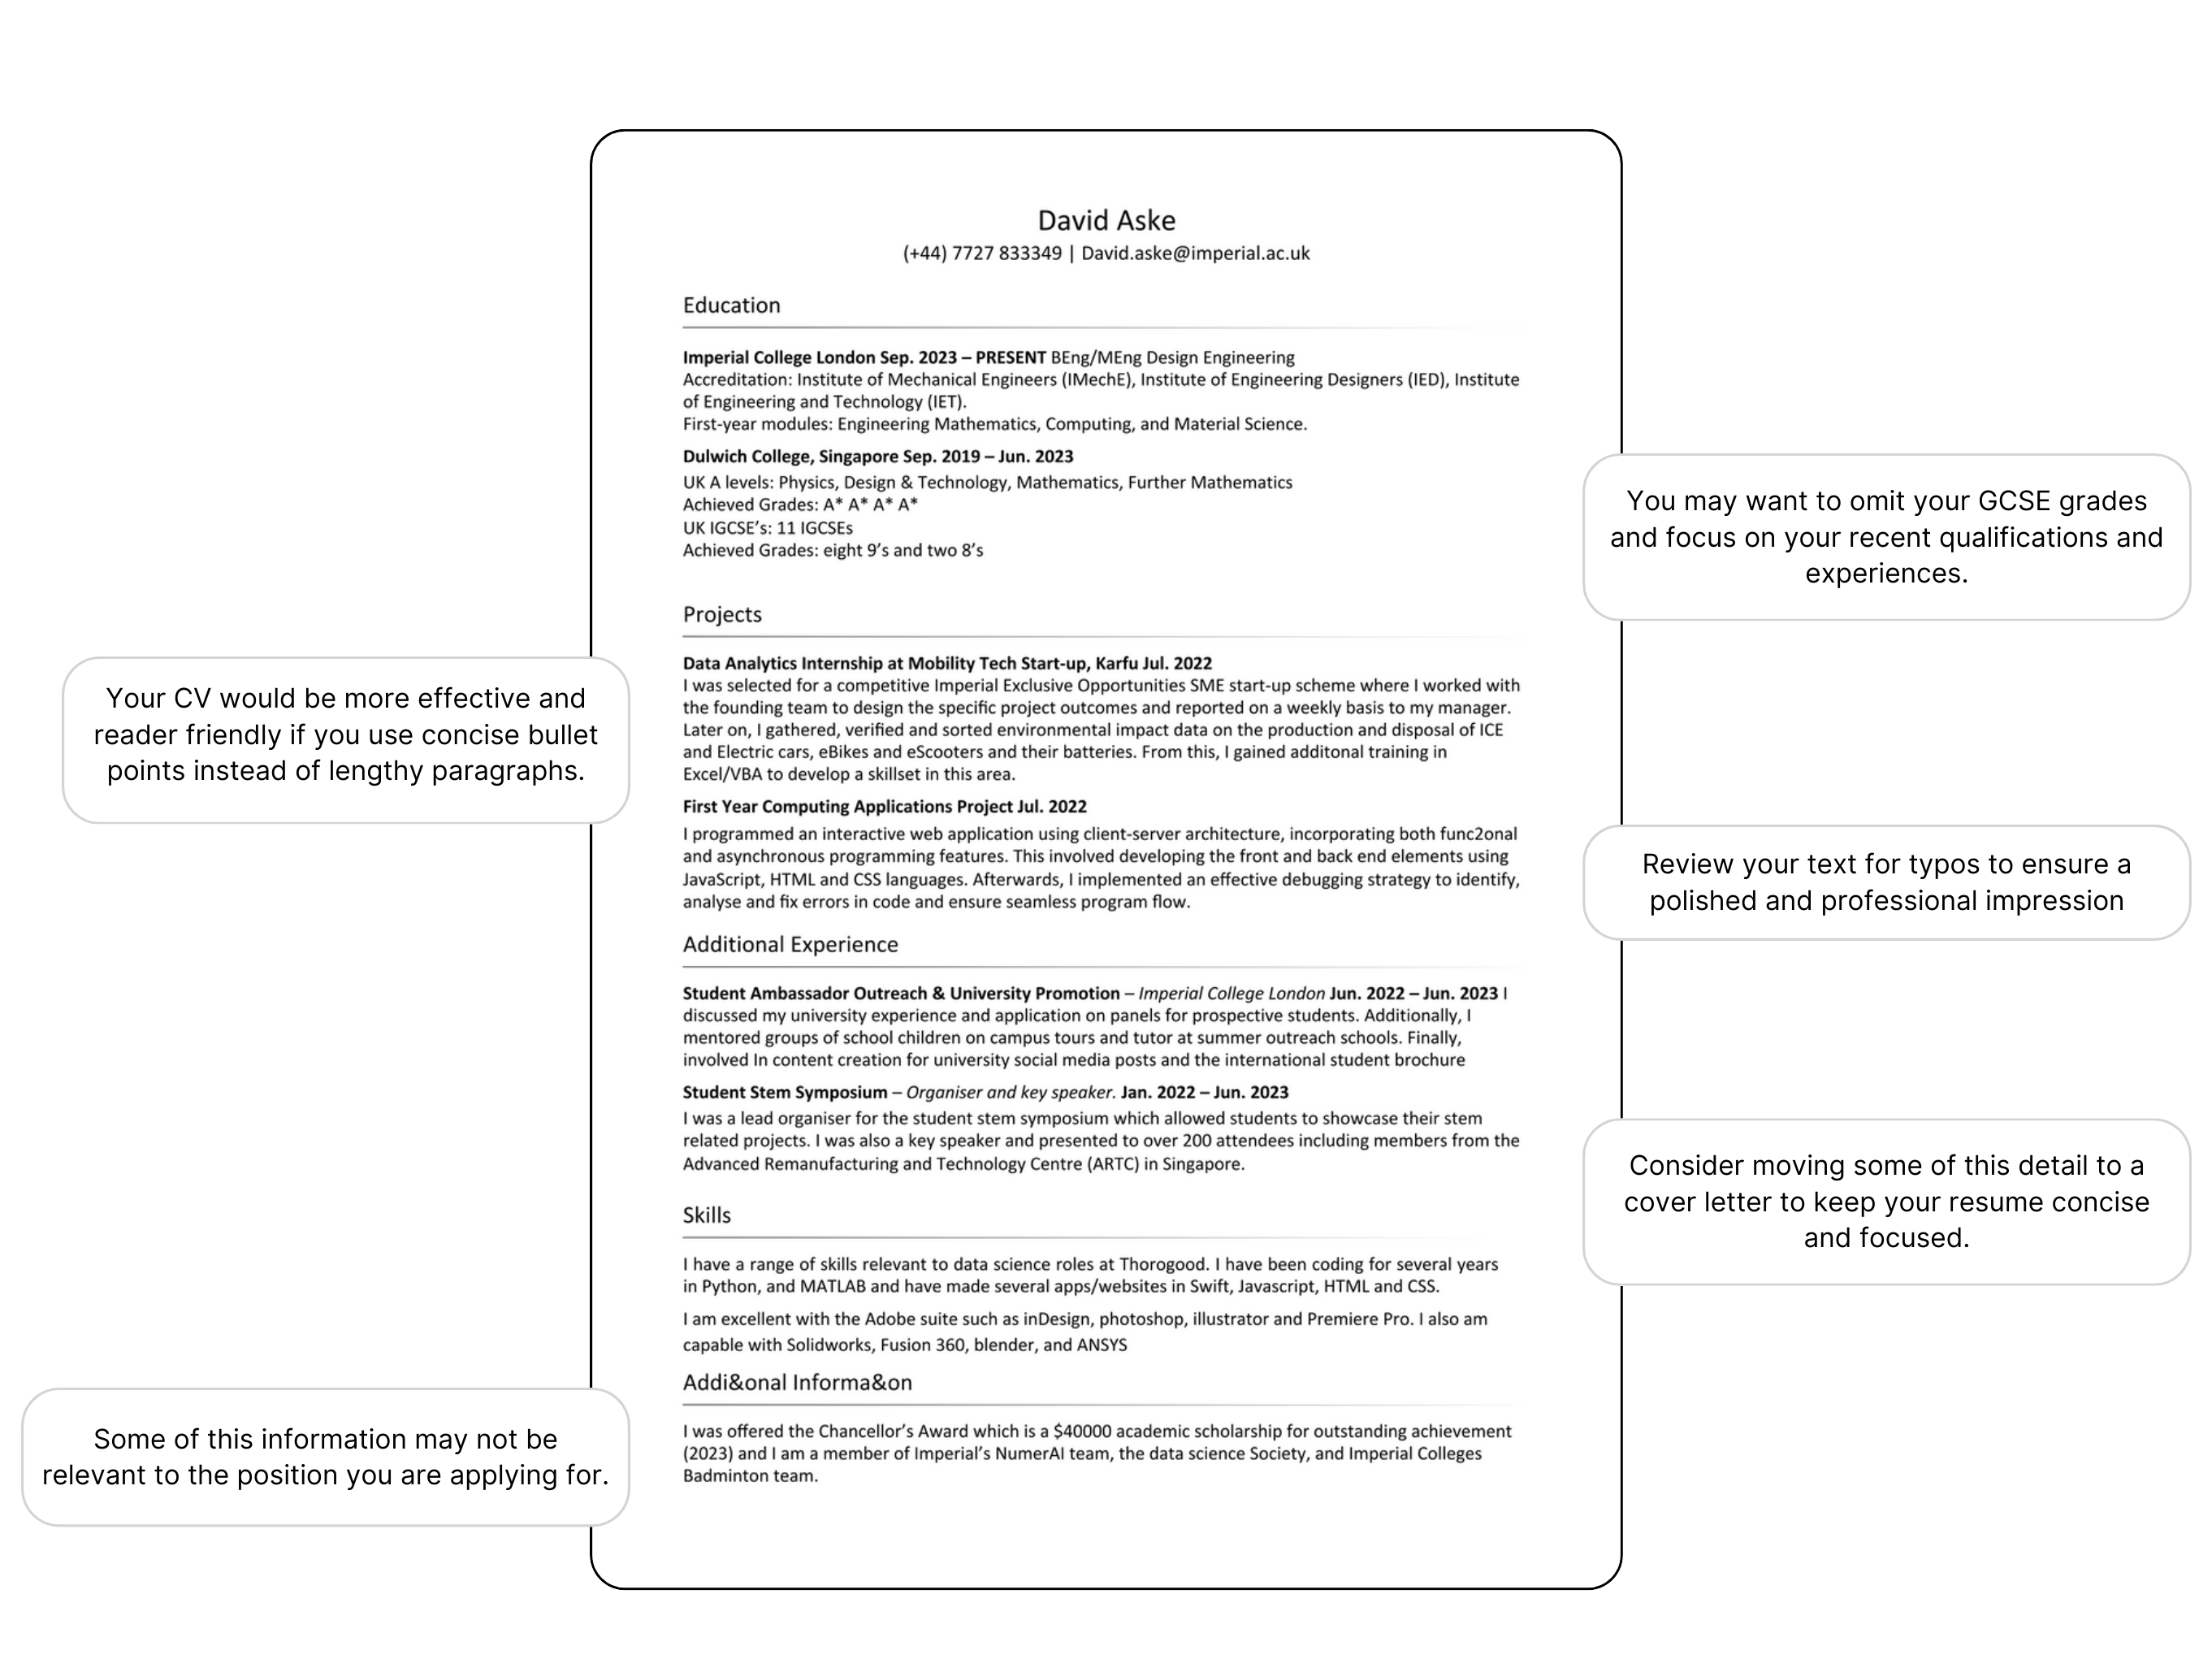 David Aske
(+44) 7727 833349 | David.aske@imperial.ac.uk
Education
Imperial College London Sep. 2023 – PRESENT BEng/MEng Design Engineering
Accreditation: Institute of Mechanical Engineers (IMechE), Institute of Engineering Designers (IED), Institute
of Engineering and Technology (IET).
First-year modules: Engineering Mathematics, Computing, and Material Science.
Dulwich College, Singapore Sep. 2019 – Jun. 2023
UK A levels: Physics, Design & Technology, Mathematics, Further Mathematics
Achieved Grades: A* A* A* A*
UK IGCSE’s: 11 IGCSEs
Achieved Grades: eight 9’s and two 8’s
You may want to omit your GCSE grades
and focus on your recent qualifications and
experiences.
Projects
Data Analytics Internship at Mobility Tech Start-up, Karfu Jul. 2022
I was selected for a competitive Imperial Exclusive Opportunities SME start-up scheme where I worked with
the founding team to design the specific project outcomes and reported on a weekly basis to my manager.
Later on, I gathered, verified and sorted environmental impact data on the production and disposal of ICE
and Electric cars, eBikes and eScooters and their batteries. From this, I gained additonal training in
Excel/VBA to develop a skillset in this area.
Your CV would be more effective and
reader friendly if you use concise bullet
points instead of lengthy paragraphs.
First Year Computing Applications Project Jul. 2022
I programmed an interactive web application using client-server architecture, incorporating both func2onal
and asynchronous programming features. This involved developing the front and back end elements using
JavaScript, HTML and CSS languages. Afterwards, I implemented an effective debugging strategy to identify,
analyse and fix errors in code and ensure seamless program flow.
Review your text for typos to ensure a
polished and professional impression
Additional Experience
Student Ambassador Outreach & University Promotion – Imperial College London Jun. 2022 – Jun. 2023 I
discussed my university experience and application on panels for prospective students. Additionally, I
mentored groups of school children on campus tours and tutor at summer outreach schools. Finally,
involved In content creation for university social media posts and the international student brochure
Student Stem Symposium – Organiser and key speaker. Jan. 2022 – Jun. 2023
I was a lead organiser for the student stem symposium which allowed students to showcase their stem
related projects. I was also a key speaker and presented to over 200 attendees including members from the
Advanced Remanufacturing and Technology Centre (ARTC) in Singapore.
Consider moving some of this detail to a
cover letter to keep your resume concise
and focused.
Skills
I have a range of skills relevant to data science roles at Thorogood. I have been coding for several years
in Python, and MATLAB and have made several apps/websites in Swift, Javascript, HTML and CSS.
I am excellent with the Adobe suite such as inDesign, photoshop, illustrator and Premiere Pro. I also am
capable with Solidworks, Fusion 360, blender, and ANSYS
Addi&onal Informa&on
I was offered the Chancellor’s Award which is a $40000 academic scholarship for outstanding achievement
(2023) and I am a member of Imperial’s NumerAI team, the data science Society, and Imperial Colleges
Badminton team.
Some of this information may not be
relevant to the position you are applying for.